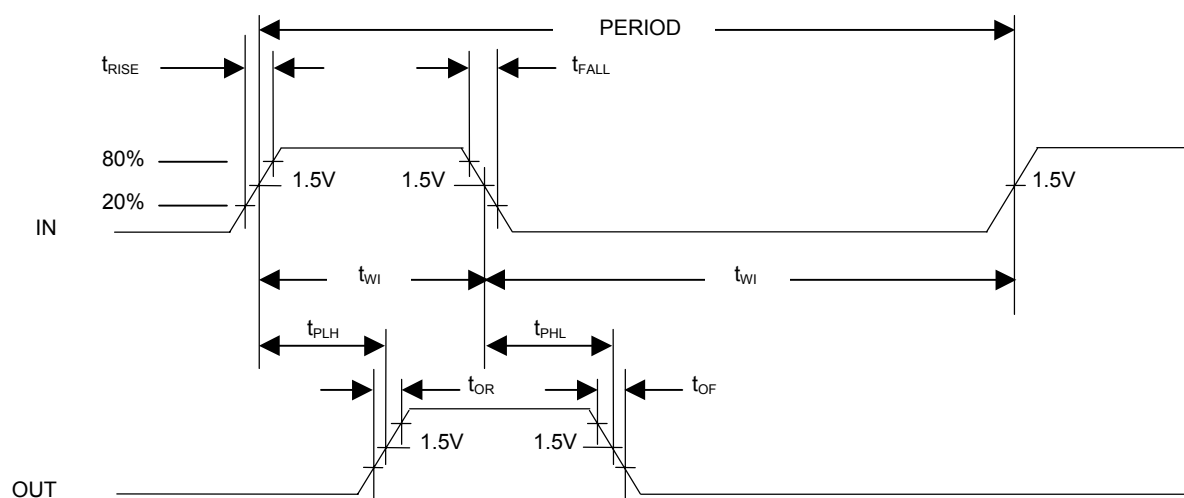 PERIOD
tRISE
tFALL
80%
1.5V 1.5V 1.5V
20%
IN
tWI tWI
tPLH tPHL
tOR tOF
1.5V 1.5V
OUT